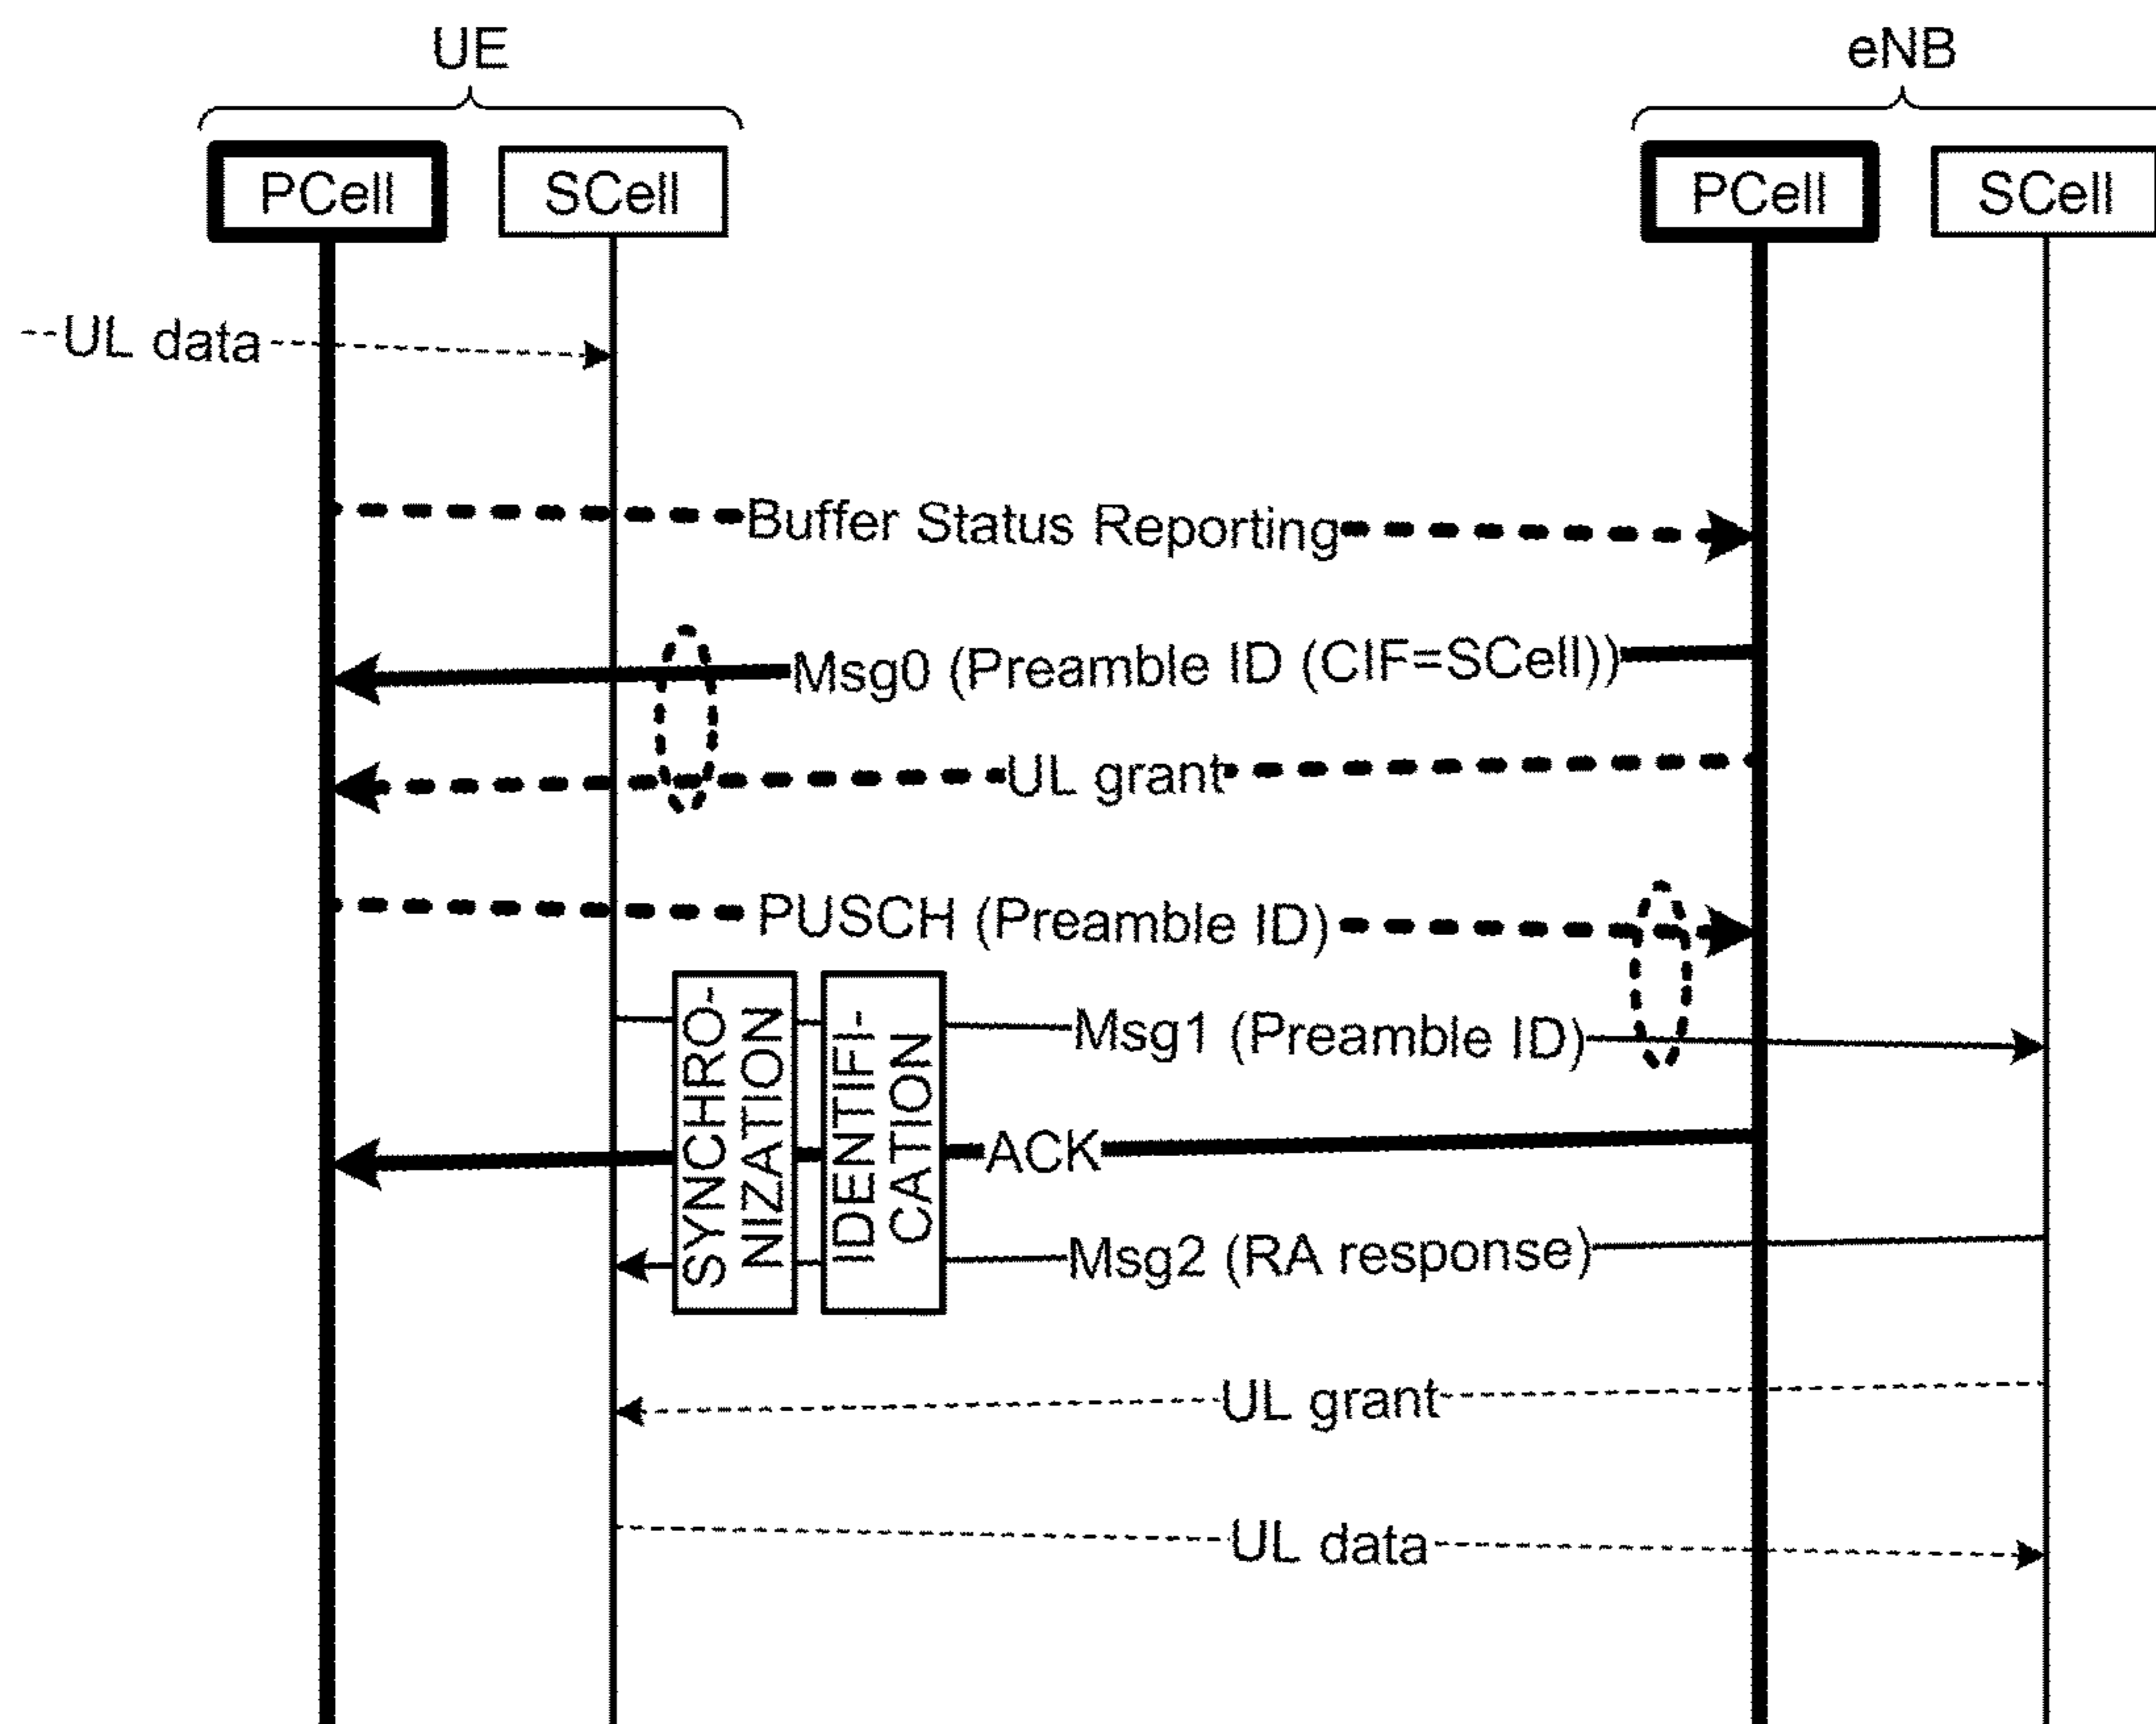 UE
eNB
PCell
SCell
PCell
SCell
UL data
Buffer Status Reporting
Msg0 (Preamble ID (CIF=SCell))
UL grant
PUSCH (Preamble ID)
SYNCHRO-
NIZATION
IDENTIFI-
CATION
Msg1 (Preamble ID)
ACK
Msg2 (RA response)
UL grant
UL data